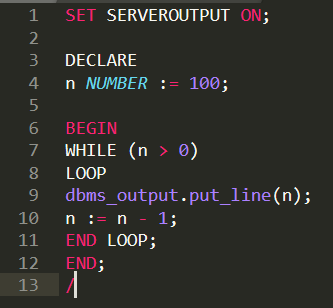 1 SET SERVEROUTPUT ON;
2
3 DECLARE
4 n NUMBER := 100;
5
6 BEGIN
7 WHILE (n > 0)
8 LOOP
9 dbms_output.put_line(n);
10 n := n - 1;
11 END LOOP;
12 END;
13 /